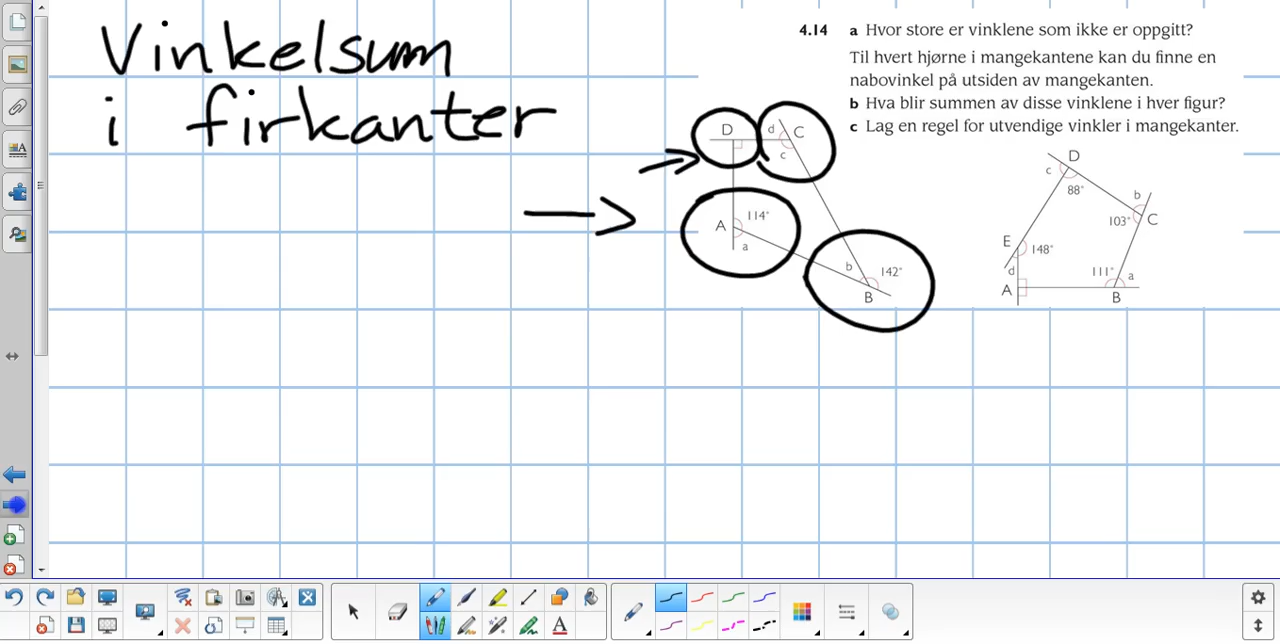 Vinkelsum
i firkanter
4.14 a Hvor store er vinklene som ikke er oppgitt?
Til hvert hjørne i mangekantene kan du finne en
nabovinkel på utsiden av mangekanten.
b Hva blir summen av disse vinklene i hver figur?
c Lag en regel for utvendige vinkler i mangekanter.
D d C
c
A 114°
a
b 142°
B
D
c
88°
b
103° C
E
148°
d
111° a
A
B
A